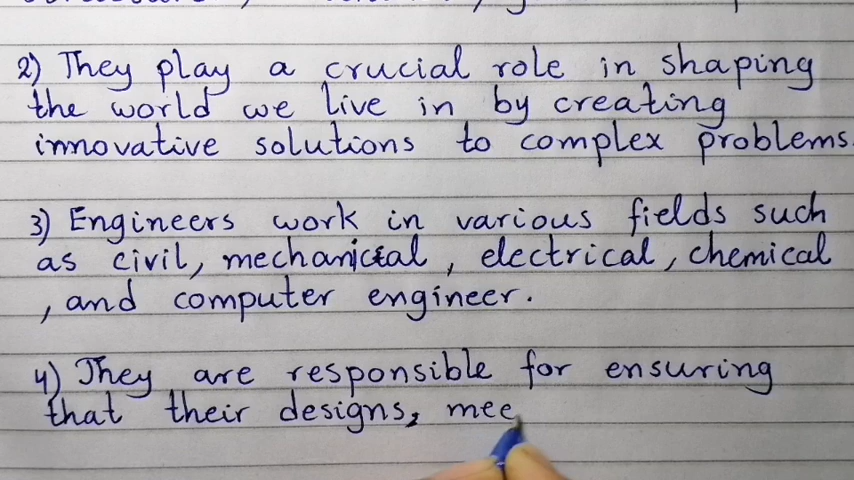 2) They play a crucial role in shaping
the world we live in by creating
innovative solutions to complex problems.
3) Engineers work in various fields such
as civil, mechanical, electrical, chemical
, and computer engineer.
4) They are responsible for ensuring
that their designs, mee